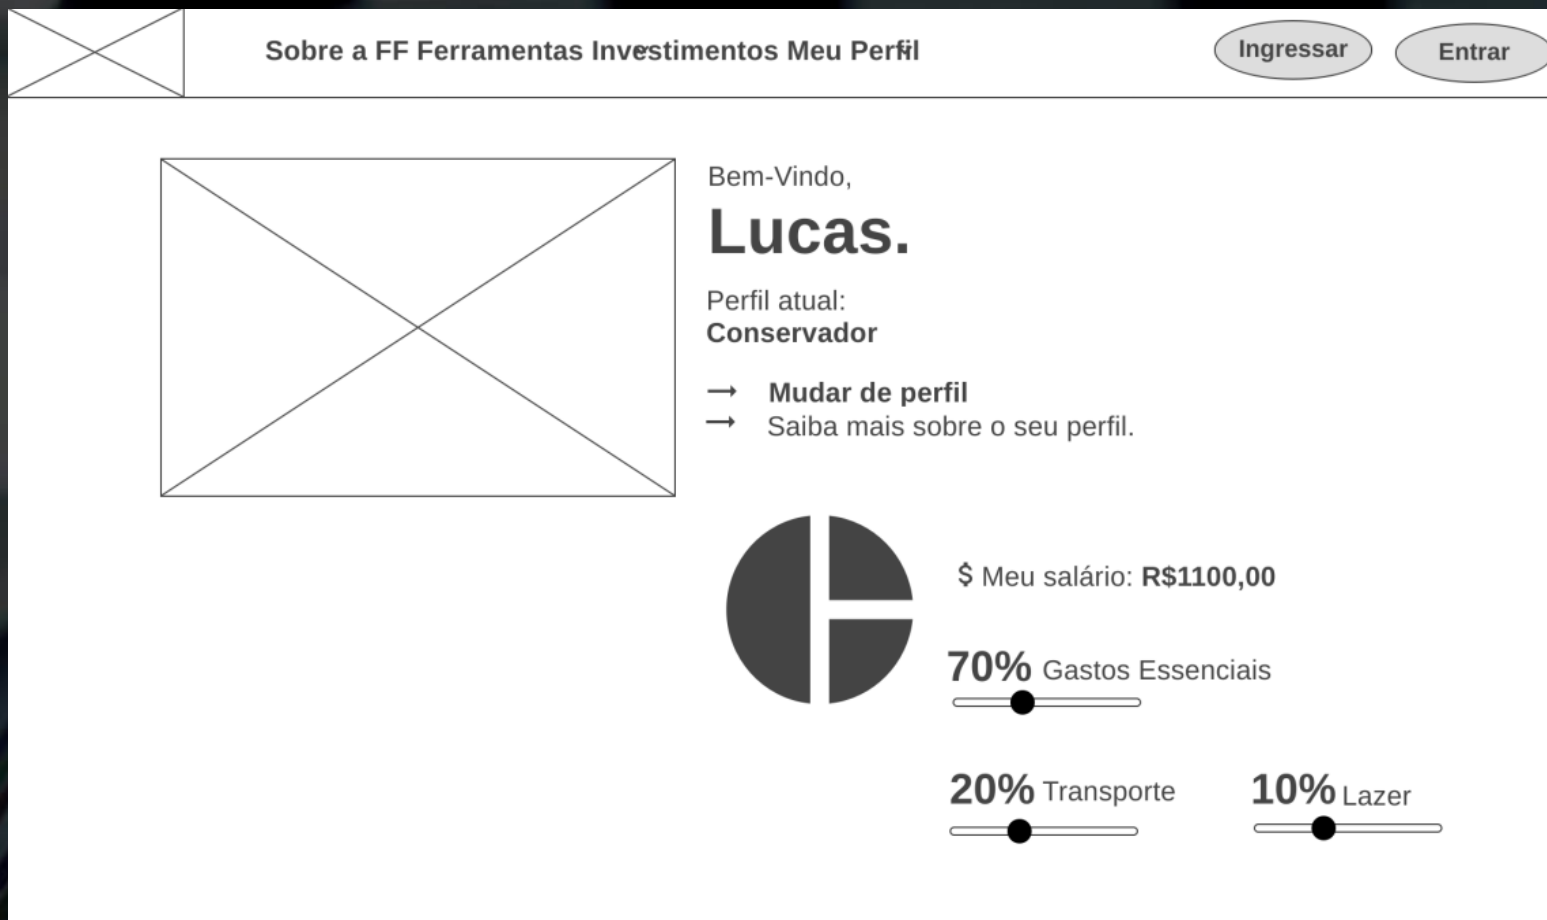 Sobre a FF Ferramentas Investimentos Meu Perfil
Ingressar
Entrar
Bem-Vindo,
Lucas.
Perfil atual:
Conservador
Mudar de perfil
Saiba mais sobre o seu perfil.
$ Meu salário: R$1100,00
70% Gastos Essenciais
20% Transporte
10% Lazer